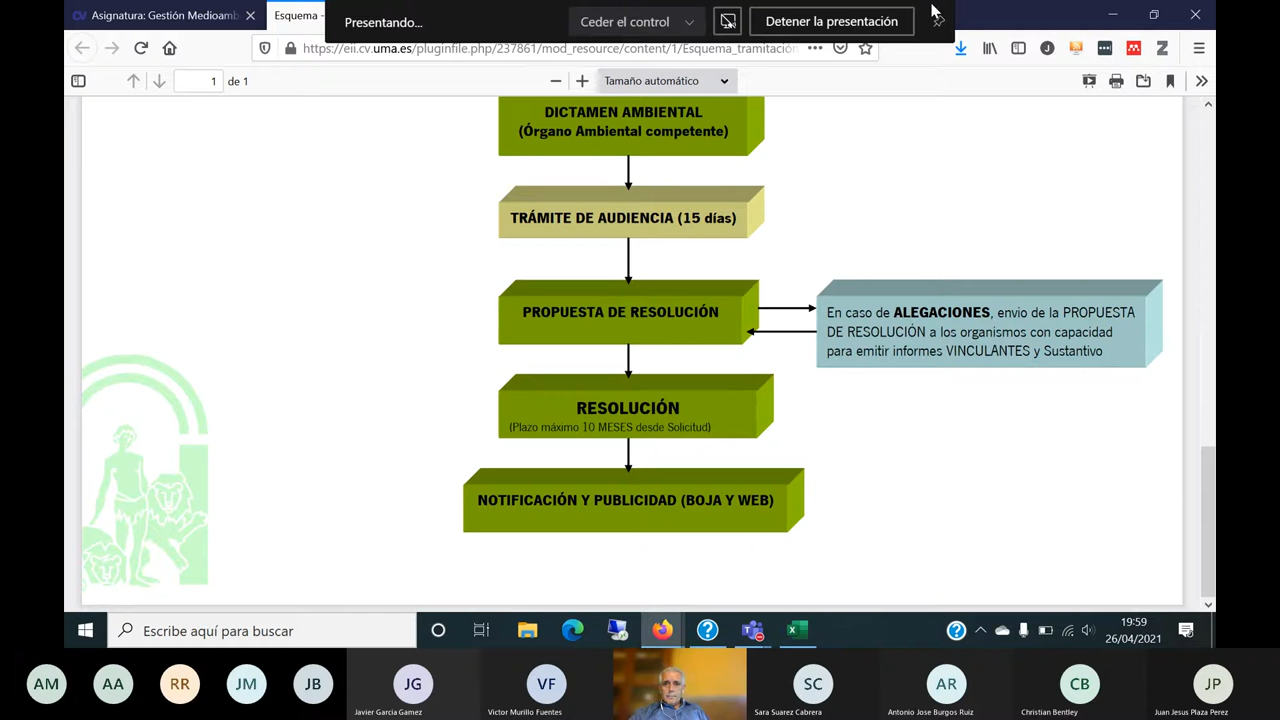 Asignatura: Gestión Medioamb
Esquema -
Presentando...
Ceder el control
Detener la presentación
https://eii.cv.uma.es/pluginfile.php/237861/mod_resource/content/1/Esquema_tramitación
1
de 1
Tamaño automático
DICTAMEN AMBIENTAL
(Órgano Ambiental competente)
TRÁMITE DE AUDIENCIA (15 días)
PROPUESTA DE RESOLUCIÓN
En caso de ALEGACIONES, envio de la PROPUESTA
DE RESOLUCIÓN a los organismos con capacidad
para emitir informes VINCULANTES y Sustantivo
RESOLUCIÓN
(Plazo máximo 10 MESES desde Solicitud)
NOTIFICACIÓN Y PUBLICIDAD (BOJA Y WEB)
Escribe aquí para buscar
19:59
26/04/2021
AM
AA
RR
JM
JB
JG
Javier Garcia Gamez
VF
Victor Murillo Fuentes
SC
Sara Suarez Cabrera
AR
Antonio Jose Burgos Ruiz
CB
Christian Bentley
JP
Juan Jesus Plaza Perez